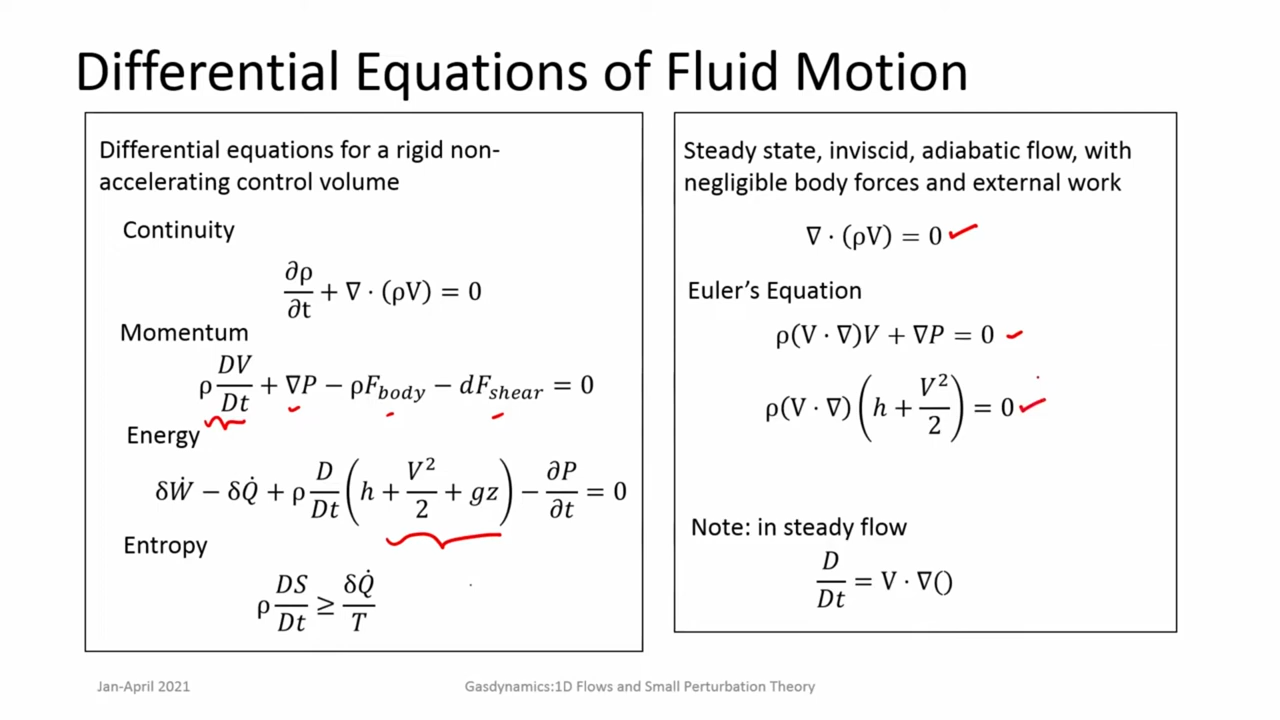 Differential Equations of Fluid Motion
Differential equations for a rigid non-
accelerating control volume
Continuity
∂ρ/∂t + ∇ · (ρV) = 0
Momentum
ρ DV/Dt + ∇P − ρF_body − dF_shear = 0
Energy
δẆ − δQ̇ + ρ D/Dt (h + V²/2 + gz) − ∂P/∂t = 0
Entropy
ρ DS/Dt ≥ δQ̇/T
Steady state, inviscid, adiabatic flow, with
negligible body forces and external work
∇ · (ρV) = 0
Euler’s Equation
ρ(V · ∇)V + ∇P = 0
ρ(V · ∇)(h + V²/2) = 0
Note: in steady flow
D/Dt = V · ∇()
Jan-April 2021
Gasdynamics:1D Flows and Small Perturbation Theory